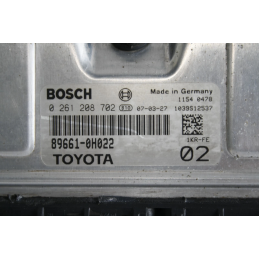 BOSCH Made in Germany
1154 0478
0 261 208 702 07-03-27 1039S12537
89661-0H022
1KR-FE
TOYOTA 02